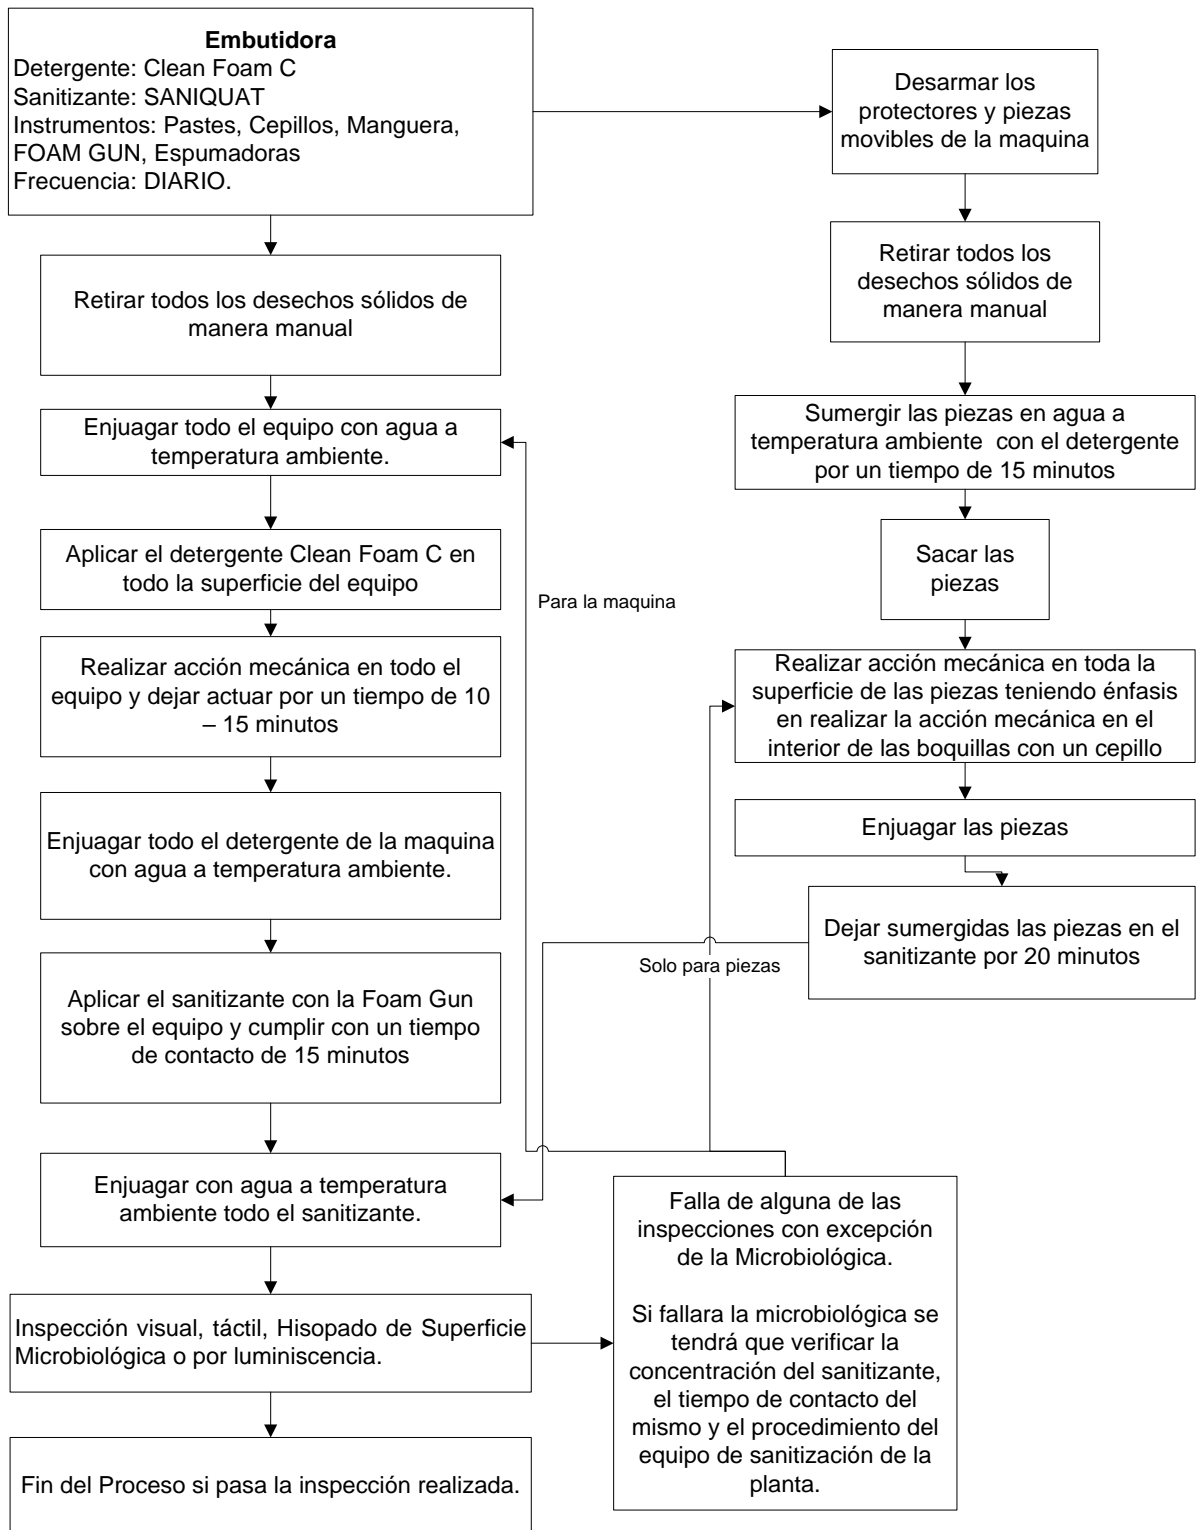 Embutidora
Detergente: Clean Foam C
Sanitizante: SANIQUAT
Instrumentos: Pastes, Cepillos, Manguera,
FOAM GUN, Espumadoras
Frecuencia: DIARIO.
Retirar todos los desechos sólidos de
manera manual
Enjuagar todo el equipo con agua a
temperatura ambiente.
Aplicar el detergente Clean Foam C en
todo la superficie del equipo
Realizar acción mecánica en todo el
equipo y dejar actuar por un tiempo de 10
– 15 minutos
Enjuagar todo el detergente de la maquina
con agua a temperatura ambiente.
Aplicar el sanitizante con la Foam Gun
sobre el equipo y cumplir con un tiempo
de contacto de 15 minutos
Enjuagar con agua a temperatura
ambiente todo el sanitizante.
Inspección visual, táctil, Hisopado de Superficie
Microbiológica o por luminiscencia.
Fin del Proceso si pasa la inspección realizada.
Desarmar los
protectores y piezas
movibles de la maquina
Retirar todos los
desechos sólidos de
manera manual
Sumergir las piezas en agua a
temperatura ambiente con el detergente
por un tiempo de 15 minutos
Sacar las
piezas
Realizar acción mecánica en toda la
superficie de las piezas teniendo énfasis
en realizar la acción mecánica en el
interior de las boquillas con un cepillo
Enjuagar las piezas
Dejar sumergidas las piezas en el
sanitizante por 20 minutos
Para la maquina
Solo para piezas
Falla de alguna de las
inspecciones con excepción
de la Microbiológica.
Si fallara la microbiológica se
tendrá que verificar la
concentración del sanitizante,
el tiempo de contacto del
mismo y el procedimiento del
equipo de sanitización de la
planta.